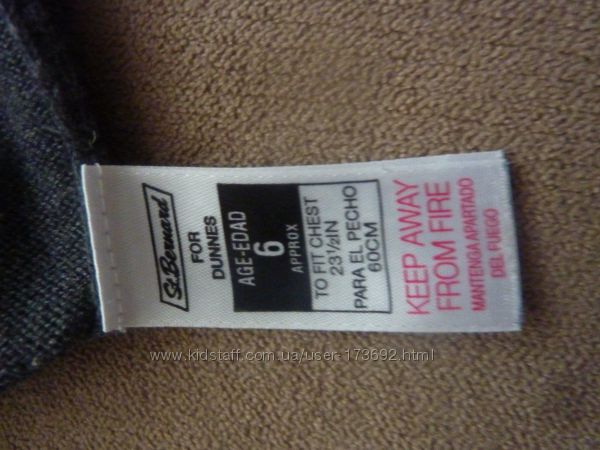 St.Bernard
FOR
DUNNES
AGE-EDAD
6
APPROX
TO FIT CHEST
23½IN
PARA EL PECHO
60CM
KEEP AWAY
FROM FIRE
MANTENGA APARTADO
DEL FUEGO
www.kidstaff.com.ua/user-173692.html